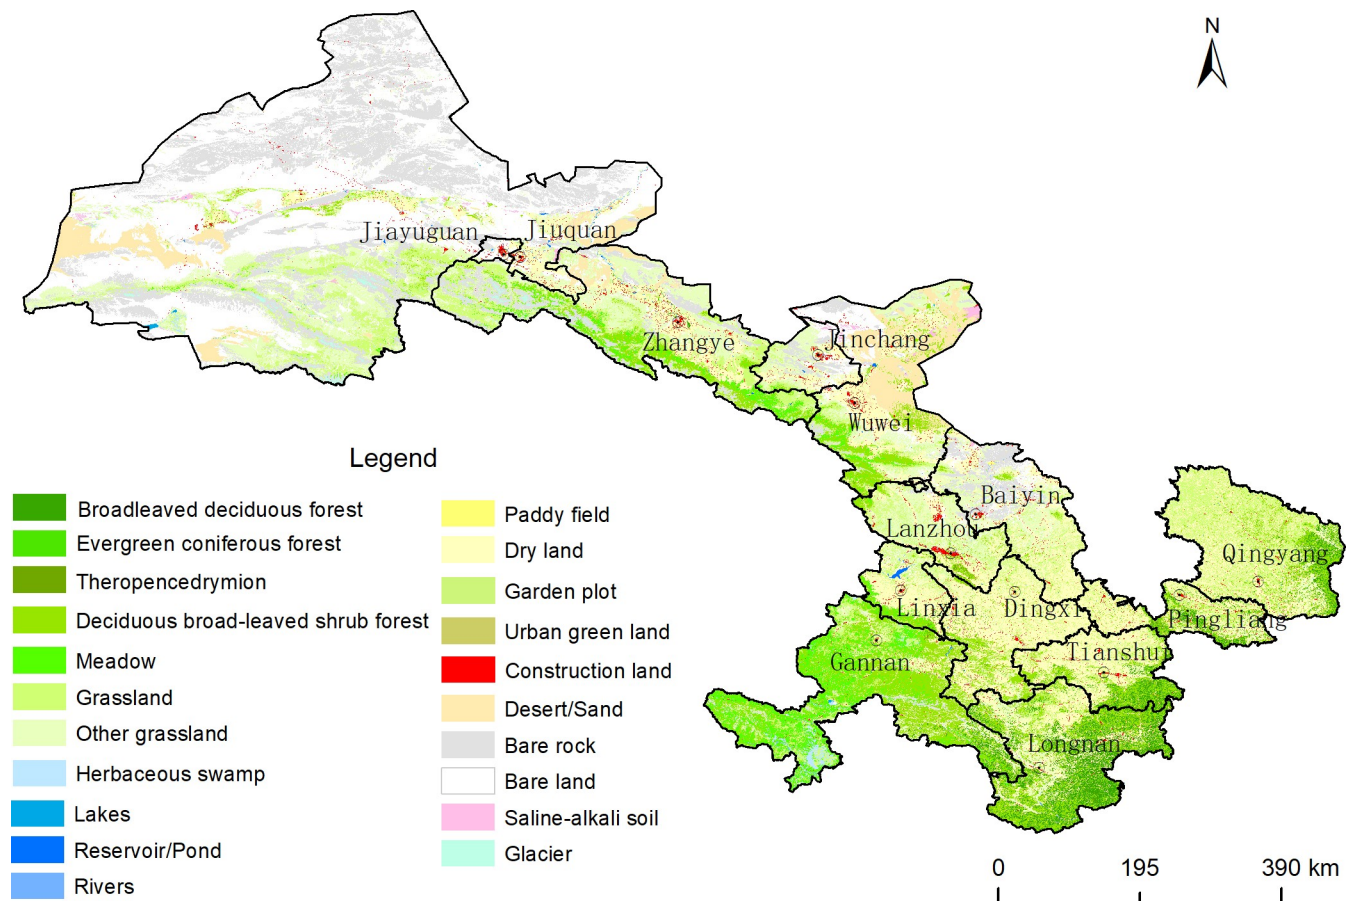 N
Jiayuguan
Jiuquan
Zhangye
Jinchang
Wuwei
Baiyin
Lanzhou
Qingyang
Linxia
Dingxi
Pingliang
Gannan
Tianshui
Longnan
Legend
Broadleaved deciduous forest
Evergreen coniferous forest
Theropencedrymion
Deciduous broad-leaved shrub forest
Meadow
Grassland
Other grassland
Herbaceous swamp
Lakes
Reservoir/Pond
Rivers
Paddy field
Dry land
Garden plot
Urban green land
Construction land
Desert/Sand
Bare rock
Bare land
Saline-alkali soil
Glacier
0 195 390 km